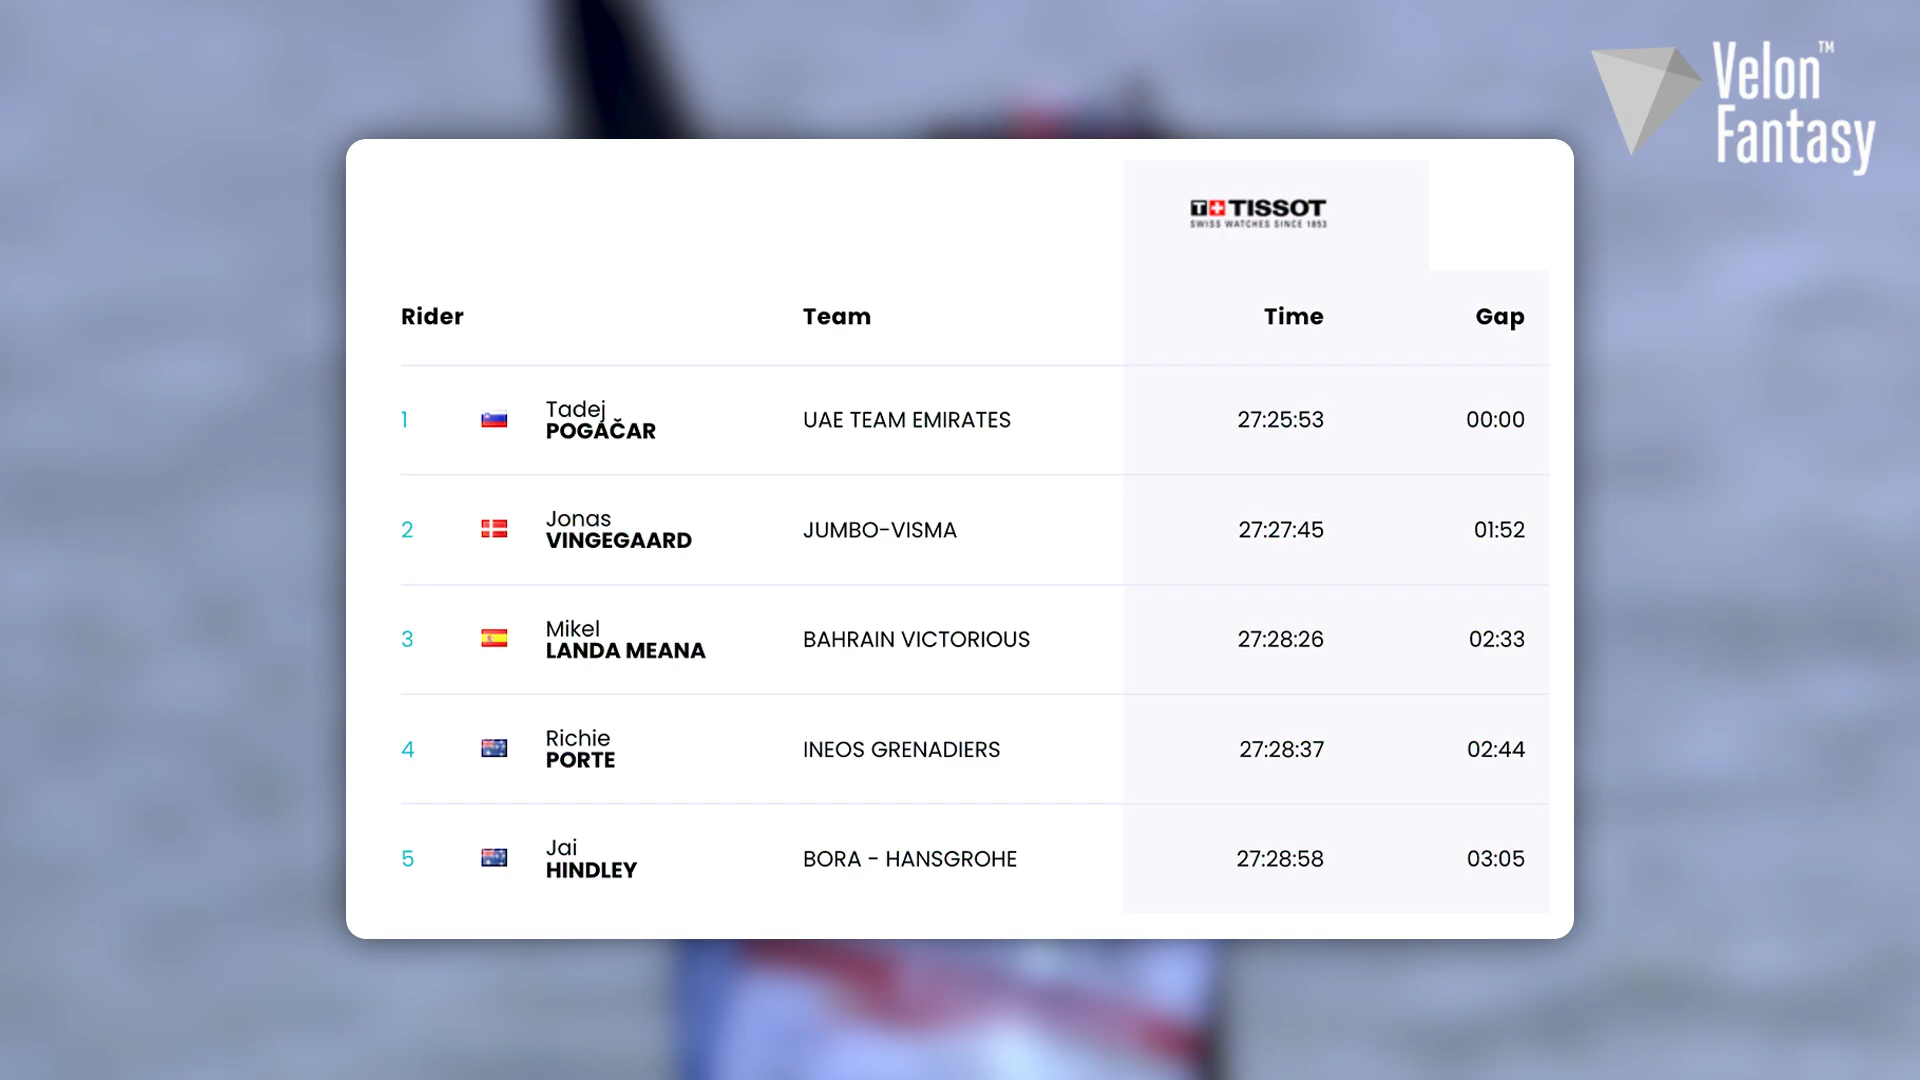 Velon™
Fantasy
T+ TISSOT
SWISS WATCHES SINCE 1853
Rider Team Time Gap
1 Tadej POGAČAR UAE TEAM EMIRATES 27:25:53 00:00
2 Jonas VINGEGAARD JUMBO-VISMA 27:27:45 01:52
3 Mikel LANDA MEANA BAHRAIN VICTORIOUS 27:28:26 02:33
4 Richie PORTE INEOS GRENADIERS 27:28:37 02:44
5 Jai HINDLEY BORA - HANSGROHE 27:28:58 03:05